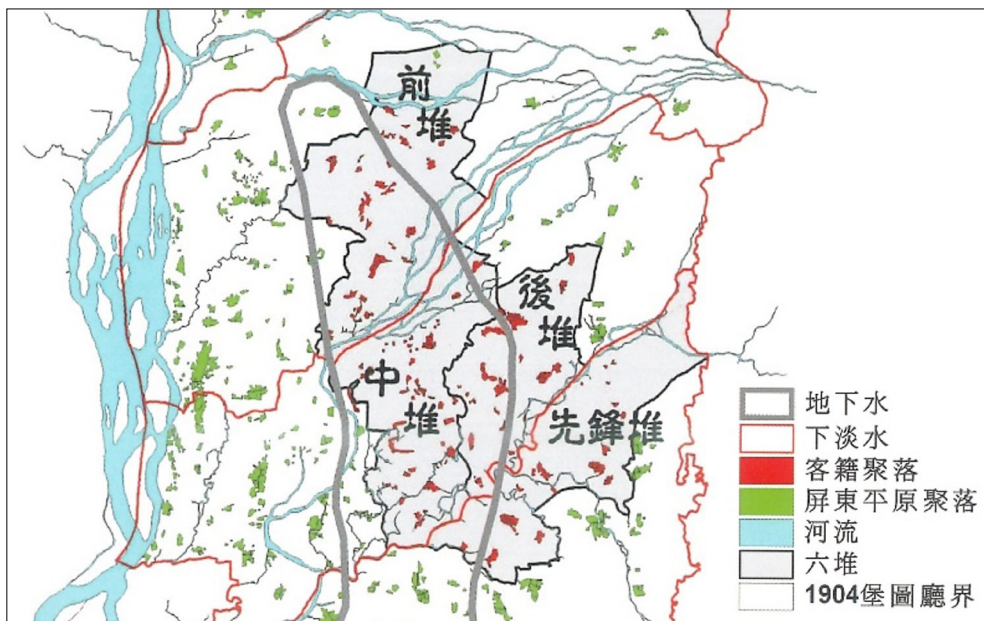 前
堆
後
堆
中
堆
先鋒堆
地下水
下淡水
客籍聚落
屏東平原聚落
河流
六堆
1904堡圖廳界